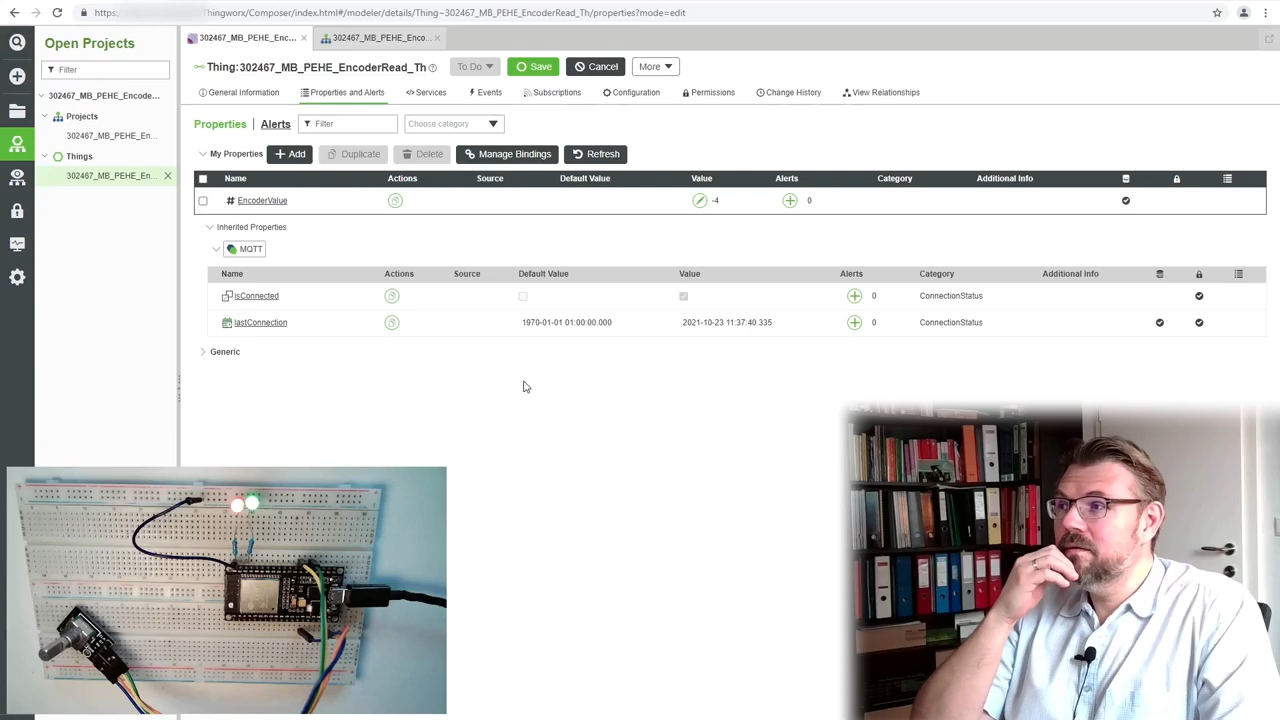 https://
Thingworx/Composer/index.html#/modeler/details/Thing~302467_MB_PEHE_EncoderRead_Th/properties?mode=edit
Open Projects
Filter
302467_MB_PEHE_Encode...
Projects
302467_MB_PEHE_En...
Things
302467_MB_PEHE_En...
302467_MB_PEHE_Enc...
302467_MB_PEHE_Enco...
Thing:302467_MB_PEHE_EncoderRead_Th
To Do
Save
Cancel
More
General Information
Properties and Alerts
Services
Events
Subscriptions
Configuration
Permissions
Change History
View Relationships
Properties | Alerts
Filter
Choose category
My Properties
Add
Duplicate
Delete
Manage Bindings
Refresh
Name Actions Source Default Value Value Alerts Category Additional Info
# EncoderValue -4 0
Inherited Properties
MQTT
Name Actions Source Default Value Value Alerts Category Additional Info
isConnected 0 ConnectionStatus
lastConnection 1970-01-01 01:00:00.000 2021-10-23 11:37:40.335 0 ConnectionStatus
Generic